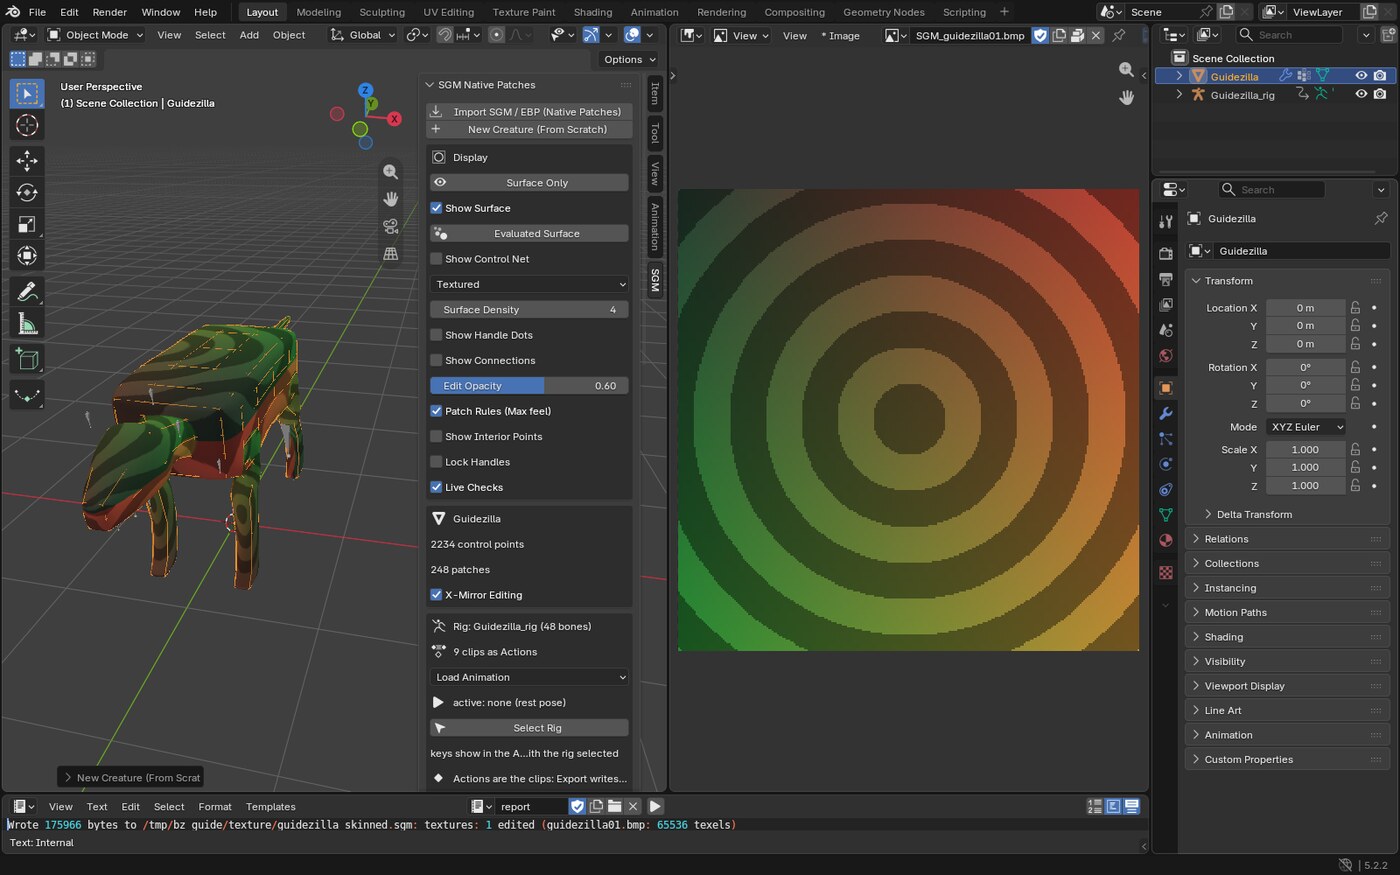 File Edit Render Window Help Layout Modeling Sculpting UV Editing Texture Paint Shading Animation Rendering Compositing Geometry Nodes Scripting + Scene ViewLayer
Object Mode View Select Add Object Global
Options
User Perspective
(1) Scene Collection | Guidezilla
Z
Y
X
SGM Native Patches
Import SGM / EBP (Native Patches)
New Creature (From Scratch)
Display
Surface Only
Show Surface
Evaluated Surface
Show Control Net
Textured
Surface Density 4
Show Handle Dots
Show Connections
Edit Opacity 0.60
Patch Rules (Max feel)
Show Interior Points
Lock Handles
Live Checks
Guidezilla
2234 control points
248 patches
X-Mirror Editing
Rig: Guidezilla_rig (48 bones)
9 clips as Actions
Load Animation
active: none (rest pose)
Select Rig
keys show in the A...ith the rig selected
Actions are the clips: Export writes...
Item
Tool
View
Animation
SGM
New Creature (From Scrat
View View * Image SGM_guidezilla01.bmp
Search
Scene Collection
Guidezilla
Guidezilla_rig
Search
Guidezilla
Guidezilla
Transform
Location X 0 m
Y 0 m
Z 0 m
Rotation X 0°
Y 0°
Z 0°
Mode XYZ Euler
Scale X 1.000
Y 1.000
Z 1.000
Delta Transform
Relations
Collections
Instancing
Motion Paths
Shading
Visibility
Viewport Display
Line Art
Animation
Custom Properties
View Text Edit Select Format Templates report
Wrote 175966 bytes to /tmp/bz_guide/texture/guidezilla_skinned.sgm: textures: 1 edited (guidezilla01.bmp: 65536 texels)
Text: Internal
5.2.2